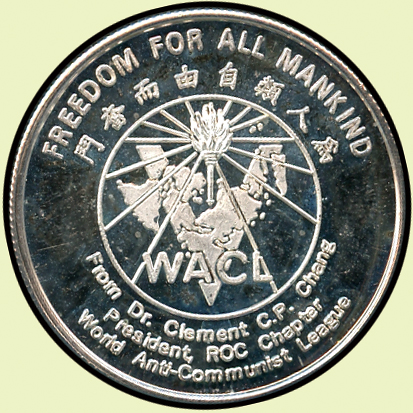 FREEDOM FOR ALL MANKIND
為人類自由而奮鬥
WACL
From Dr. Clement C.P. Chang
President, ROC Chapter
World Anti-Communist League